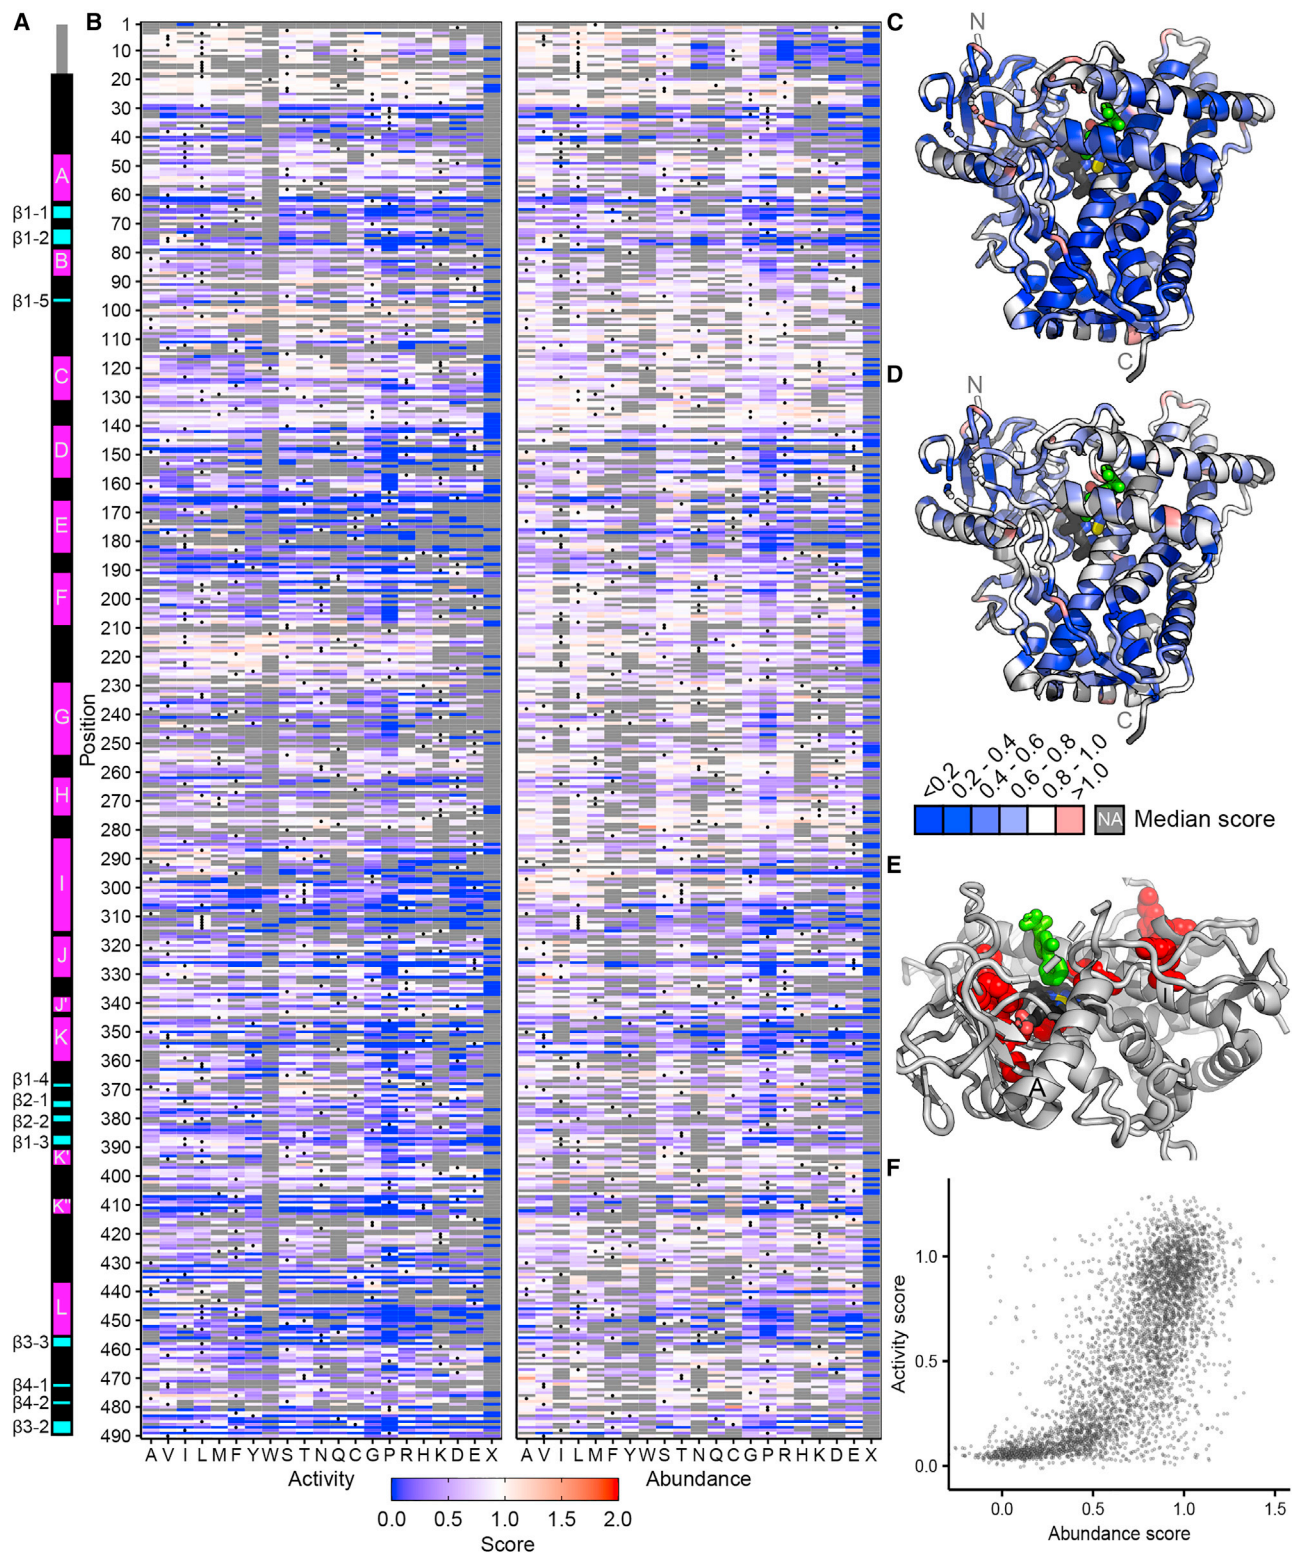 A
A
β1-1
β1-2
B
β1-5
C
D
E
F
G
H
I
J
J'
K
β1-4
β2-1
β2-2
β1-3
K'
K"
L
β3-3
β4-1
β4-2
β3-2
B
Position
1
10
20
30
40
50
60
70
80
90
100
110
120
130
140
150
160
170
180
190
200
210
220
230
240
250
260
270
280
290
300
310
320
330
340
350
360
370
380
390
400
410
420
430
440
450
460
470
480
490
A V I L M F Y W S T N Q C G P R H K D E X
Activity
A V I L M F Y W S T N Q C G P R H K D E X
Abundance
0.0 0.5 1.0 1.5 2.0
Score
C
N
C
D
N
C
<0.2
0.2 - 0.4
0.4 - 0.6
0.6 - 0.8
0.8 - 1.0
>1.0
NA
Median score
E
I
A
F
Activity score
1.0
0.5
0.0
0.0 0.5 1.0 1.5
Abundance score